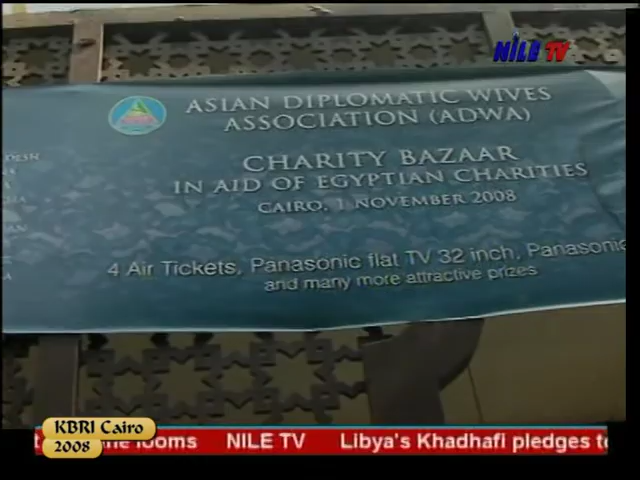 NILE TV
ASIAN DIPLOMATIC WIVES
ASSOCIATION (ADWA)
CHARITY BAZAAR
IN AID OF EGYPTIAN CHARITIES
CAIRO, 1 NOVEMBER 2008
4 Air Tickets, Panasonic flat TV 32 inch, Panasonic
and many more attractive prizes
KBRI Cairo
2008
looms NILE TV Libya's Khadhafi pledges to